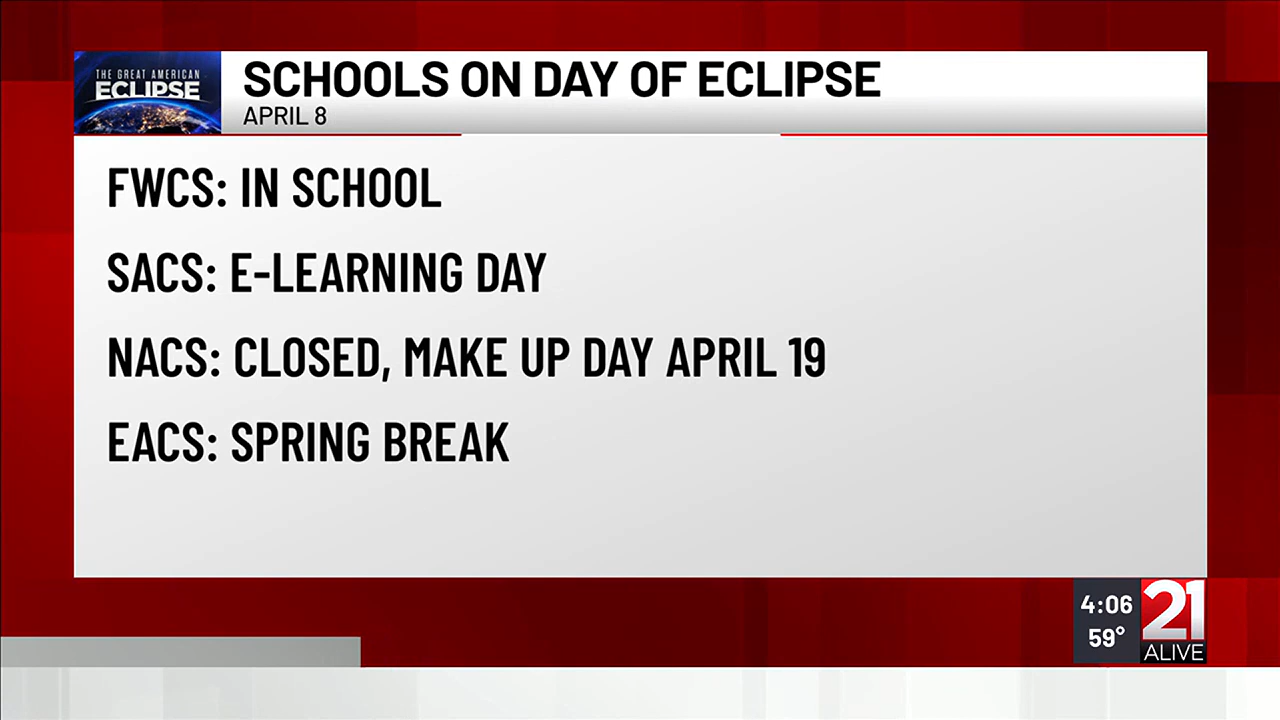 THE GREAT AMERICAN
ECLIPSE
SCHOOLS ON DAY OF ECLIPSE
APRIL 8
FWCS: IN SCHOOL
SACS: E-LEARNING DAY
NACS: CLOSED, MAKE UP DAY APRIL 19
EACS: SPRING BREAK
4:06
59°
21
ALIVE